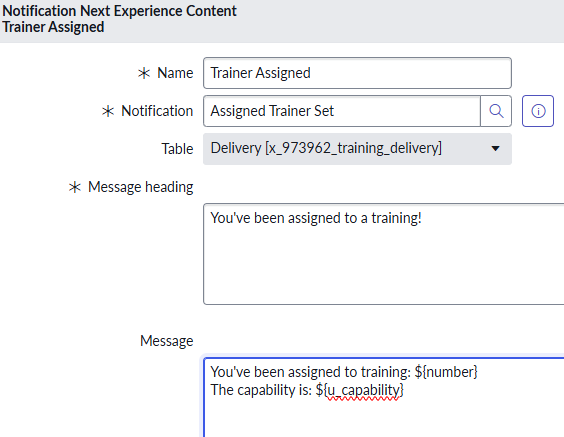 Notification Next Experience Content
Trainer Assigned
* Name Trainer Assigned
* Notification Assigned Trainer Set
Table Delivery [x_973962_training_delivery]
* Message heading
You've been assigned to a training!
Message
You've been assigned to training: ${number}
The capability is: ${u_capability}